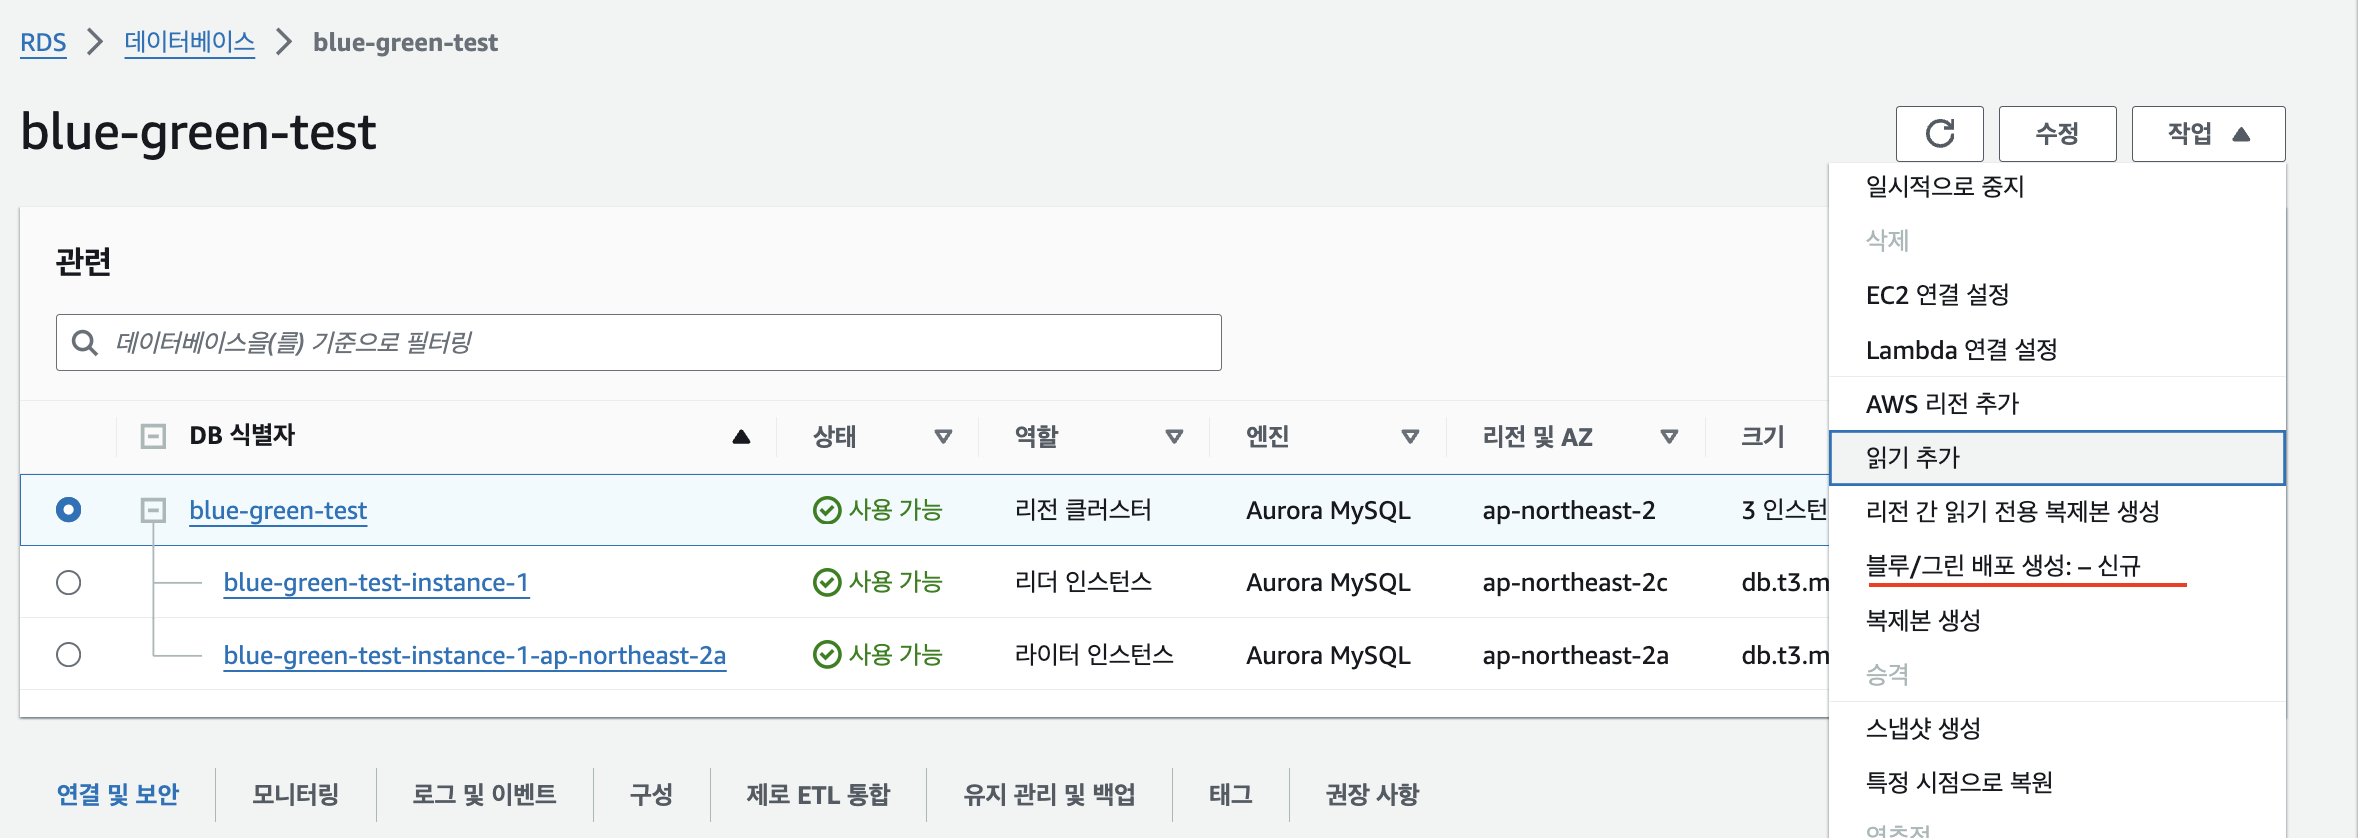 RDS > 데이터베이스 > blue-green-test
blue-green-test
수정
작업
일시적으로 중지
삭제
EC2 연결 설정
Lambda 연결 설정
AWS 리전 추가
읽기 추가
리전 간 읽기 전용 복제본 생성
블루/그린 배포 생성: – 신규
복제본 생성
승격
스냅샷 생성
특정 시점으로 복원
관련
데이터베이스을(를) 기준으로 필터링
DB 식별자 상태 역할 엔진 리전 및 AZ 크기
blue-green-test 사용 가능 리전 클러스터 Aurora MySQL ap-northeast-2 3 인스턴
blue-green-test-instance-1 사용 가능 리더 인스턴스 Aurora MySQL ap-northeast-2c db.t3.m
blue-green-test-instance-1-ap-northeast-2a 사용 가능 라이터 인스턴스 Aurora MySQL ap-northeast-2a db.t3.m
연결 및 보안 모니터링 로그 및 이벤트 구성 제로 ETL 통합 유지 관리 및 백업 태그 권장 사항